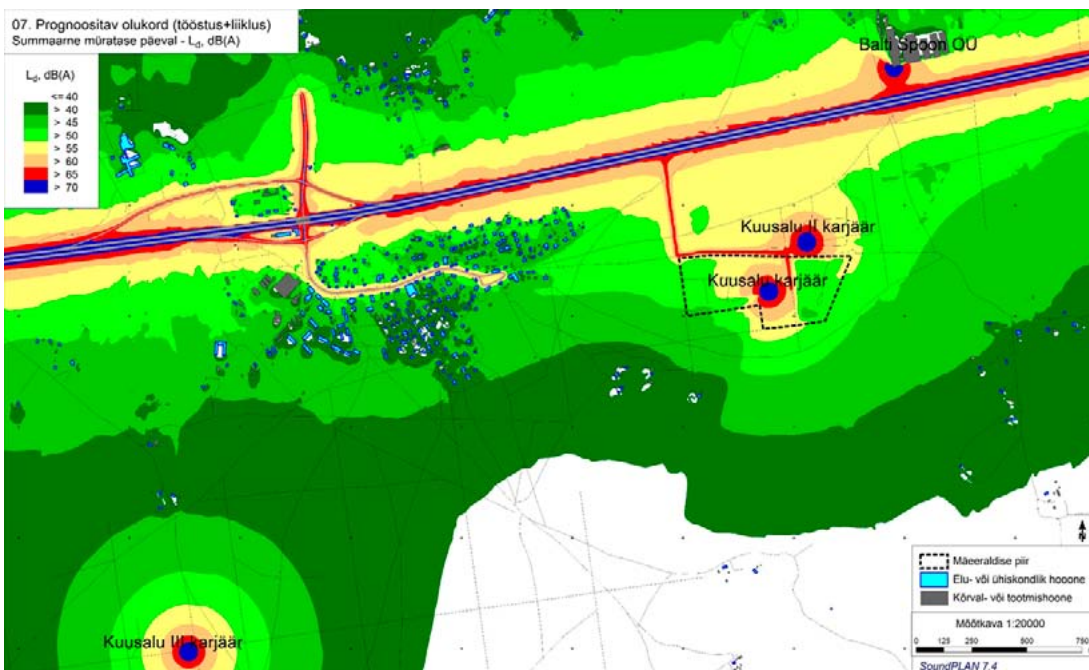 07. Prognoositav olukord (tööstus+liiklus)
Summaarne müratase päeval - Ld, dB(A)
Ld, dB(A)
<= 40
> 40
> 45
> 50
> 55
> 60
> 65
> 70
Balti Spoon OÜ
Kuusalu II karjäär
Kuusalu karjäär
Kuusalu III karjäär
N
Mäeeraldise piir
Elu- või ühiskondlik hooone
Kõrval- või tootmishoone
Mõõtkava 1:20000
0 125 250 500 750
SoundPLAN 7.4